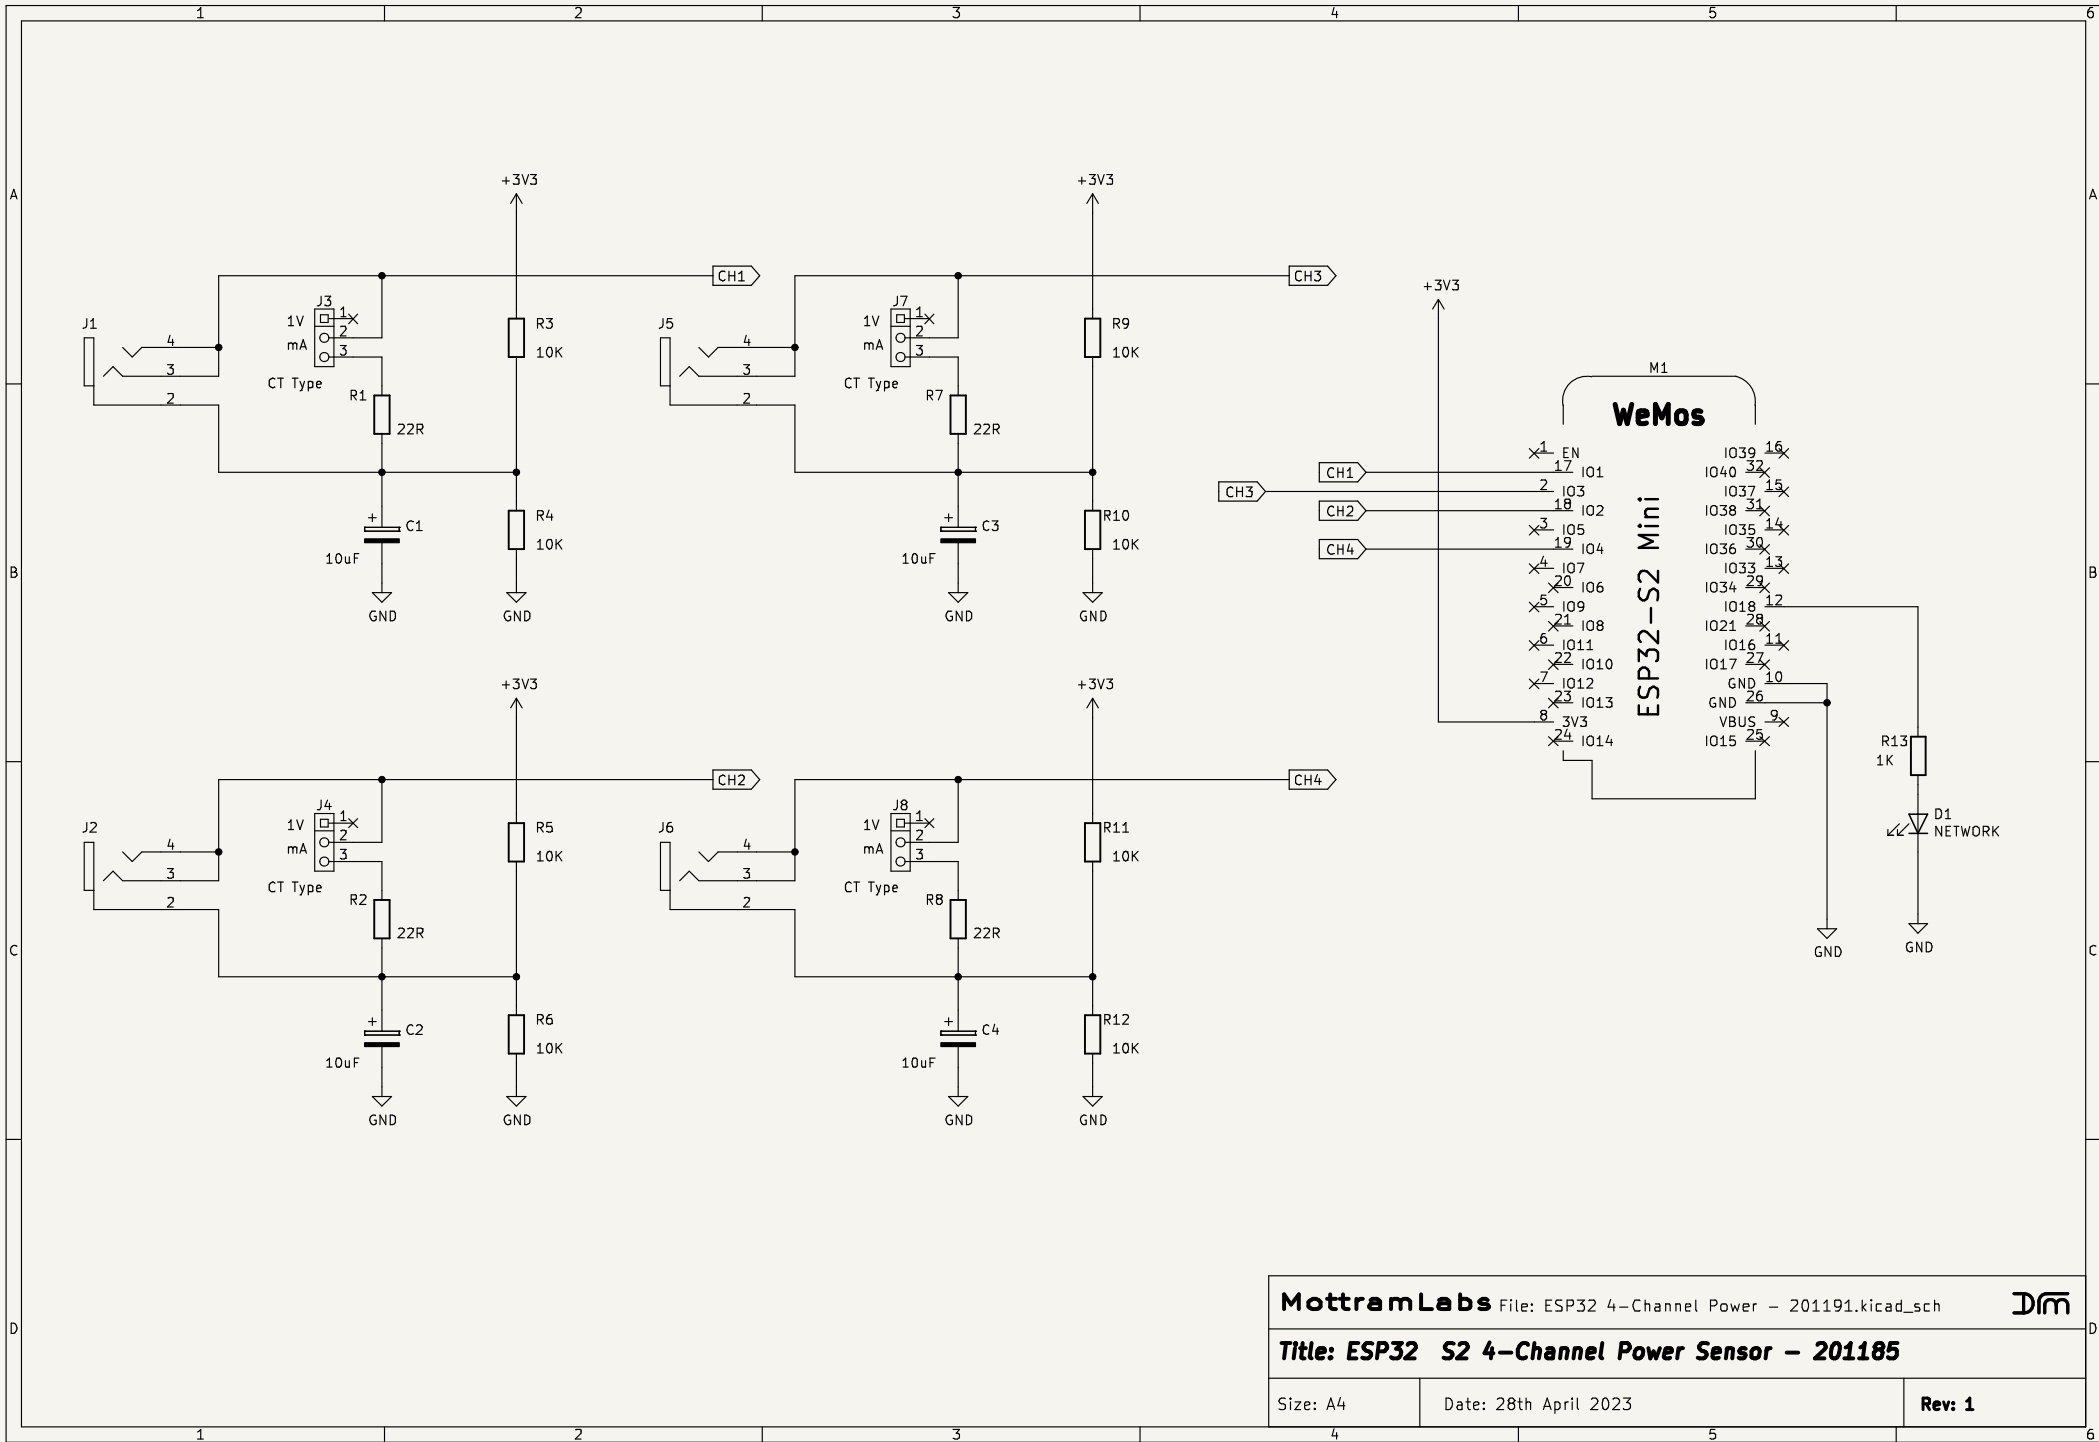 1 2 3 4 5 6
A A
+3V3 +3V3
CH1 CH3
+3V3
J3 J7
1 1
1V 1V
J1 R3 J5 R9
2 2
4 mA 4 mA
3 10K 3 10K
3 3
M1
CT Type CT Type
2 R1 2 R7
WeMos
22R 22R
1 EN IO39 16
CH1 17 IO1 IO40 32
CH3 2 IO3 IO37 15
CH2 18 IO2 IO38 31
+ C1 R4 + C3 R10
3 IO5 IO35 14
CH4 19 IO4 IO36 30
10uF 10K 10uF 10K
B B
4 IO7 IO33 13
20 IO6 IO34 29
5 IO9 IO18 12
GND GND GND GND
21 IO8 IO21 28
6 IO11 IO16 11
22 IO10 IO17 27
7 IO12 GND 10
23 IO13 GND 26
8 3V3 VBUS 9
24 IO14 IO15 25
ESP32-S2 Mini
+3V3 +3V3
R13
1K
CH2 CH4
J4 J8
1 1
1V 1V
J2 R5 J6 R11
D1
NETWORK
2 2
4 mA 4 mA
3 10K 3 10K
3 3
CT Type CT Type
2 R2 2 R8
22R 22R
C C
GND GND
+ C2 R6 + C4 R12
10uF 10K 10uF 10K
GND GND GND GND
MottramLabs File: ESP32 4-Channel Power - 201191.kicad_sch
D D
Title: ESP32 S2 4-Channel Power Sensor - 201185
Size: A4 Date: 28th April 2023 Rev: 1
1 2 3 4 5 6